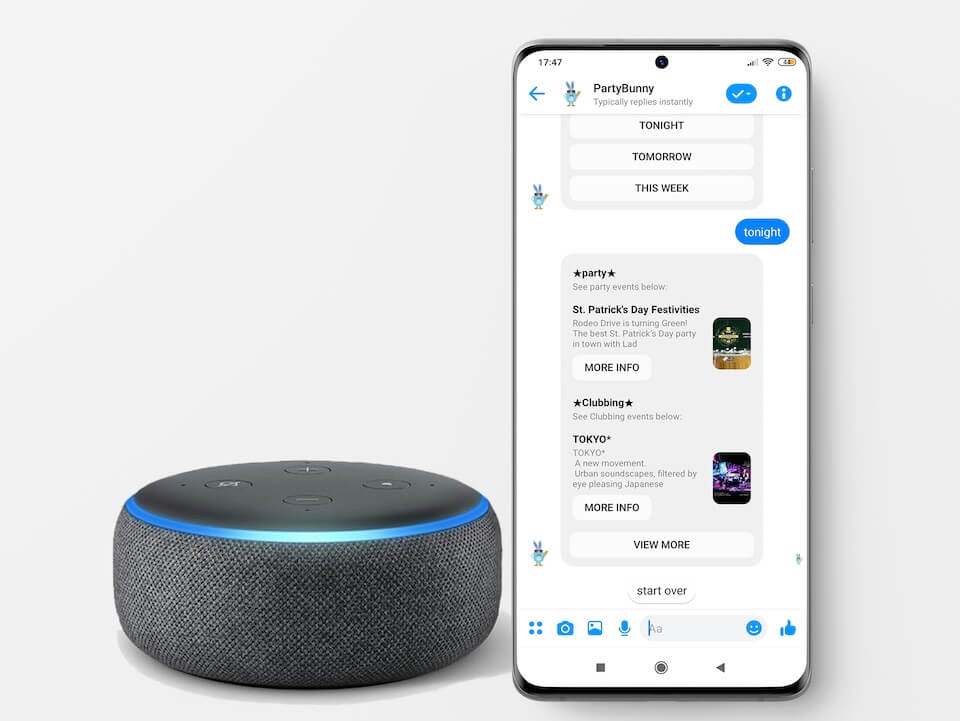 17:47
44
PartyBunny
Typically replies instantly
TONIGHT
TOMORROW
THIS WEEK
tonight
★party★
See party events below:
St. Patrick's Day Festivities
Rodeo Drive is turning Green!
The best St. Patrick's Day party
in town with Lad
MORE INFO
★Clubbing★
See Clubbing events below:
TOKYO*
TOKYO*
A new movement.
Urban soundscapes, filtered by
eye pleasing Japanese
MORE INFO
VIEW MORE
start over
Aa